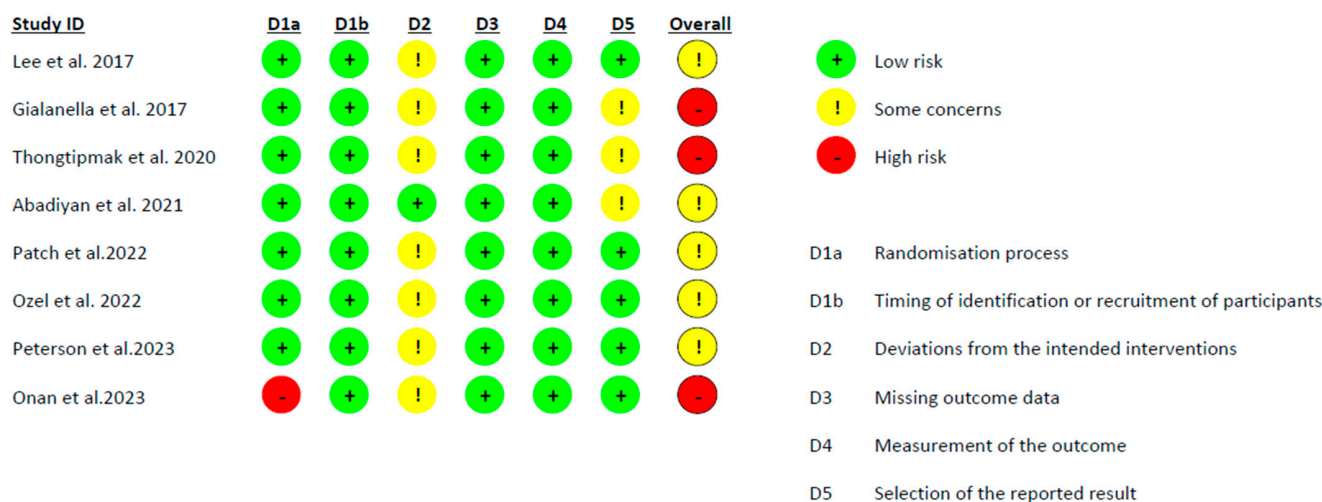 Study ID D1a D1b D2 D3 D4 D5 Overall
Lee et al. 2017 + + ! + + + !
Gialanella et al. 2017 + + ! + + ! -
Thongtipmak et al. 2020 + + ! + + ! -
Abadiyan et al. 2021 + + + + + ! !
Patch et al.2022 + + ! + + + !
Ozel et al. 2022 + + ! + + + !
Peterson et al.2023 + + ! + + + !
Onan et al.2023 - + ! + + + -
+ Low risk
! Some concerns
- High risk
D1a Randomisation process
D1b Timing of identification or recruitment of participants
D2 Deviations from the intended interventions
D3 Missing outcome data
D4 Measurement of the outcome
D5 Selection of the reported result